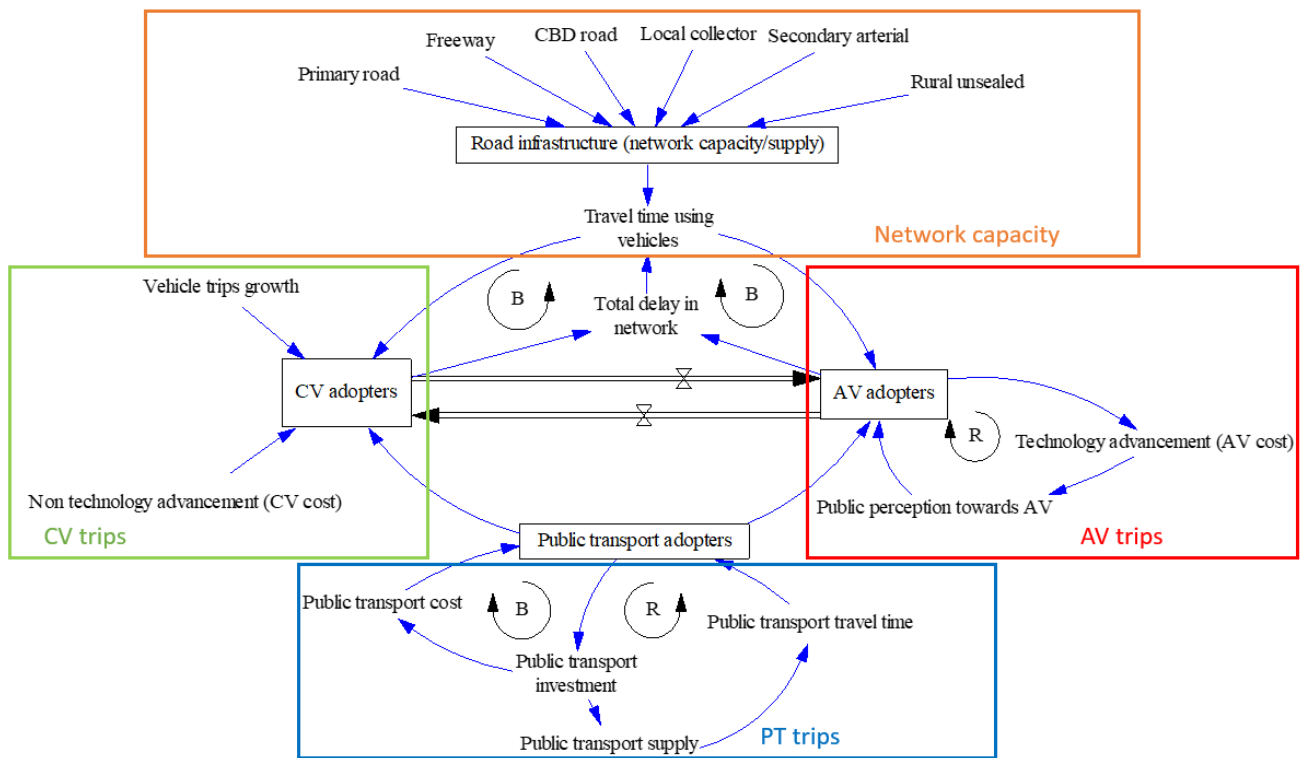 Freeway
CBD road
Local collector
Secondary arterial
Primary road
Rural unsealed
Road infrastructure (network capacity/supply)
Travel time using
vehicles
Network capacity
Vehicle trips growth
B
B
Total delay in
network
CV adopters
AV adopters
R
Technology advancement (AV cost)
Non technology advancement (CV cost)
Public perception towards AV
CV trips
AV trips
Public transport adopters
Public transport cost
B
R
Public transport travel time
Public transport
investment
Public transport supply
PT trips